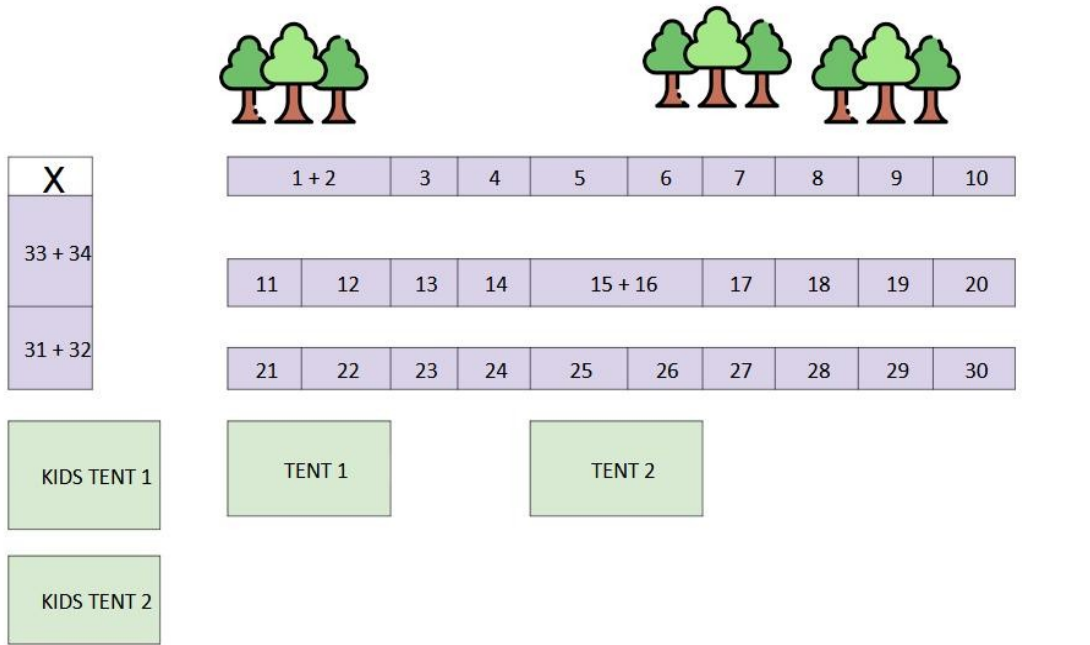 X
1 + 2 3 4 5 6 7 8 9 10
33 + 34
11 12 13 14 15 + 16 17 18 19 20
31 + 32
21 22 23 24 25 26 27 28 29 30
KIDS TENT 1
TENT 1
TENT 2
KIDS TENT 2